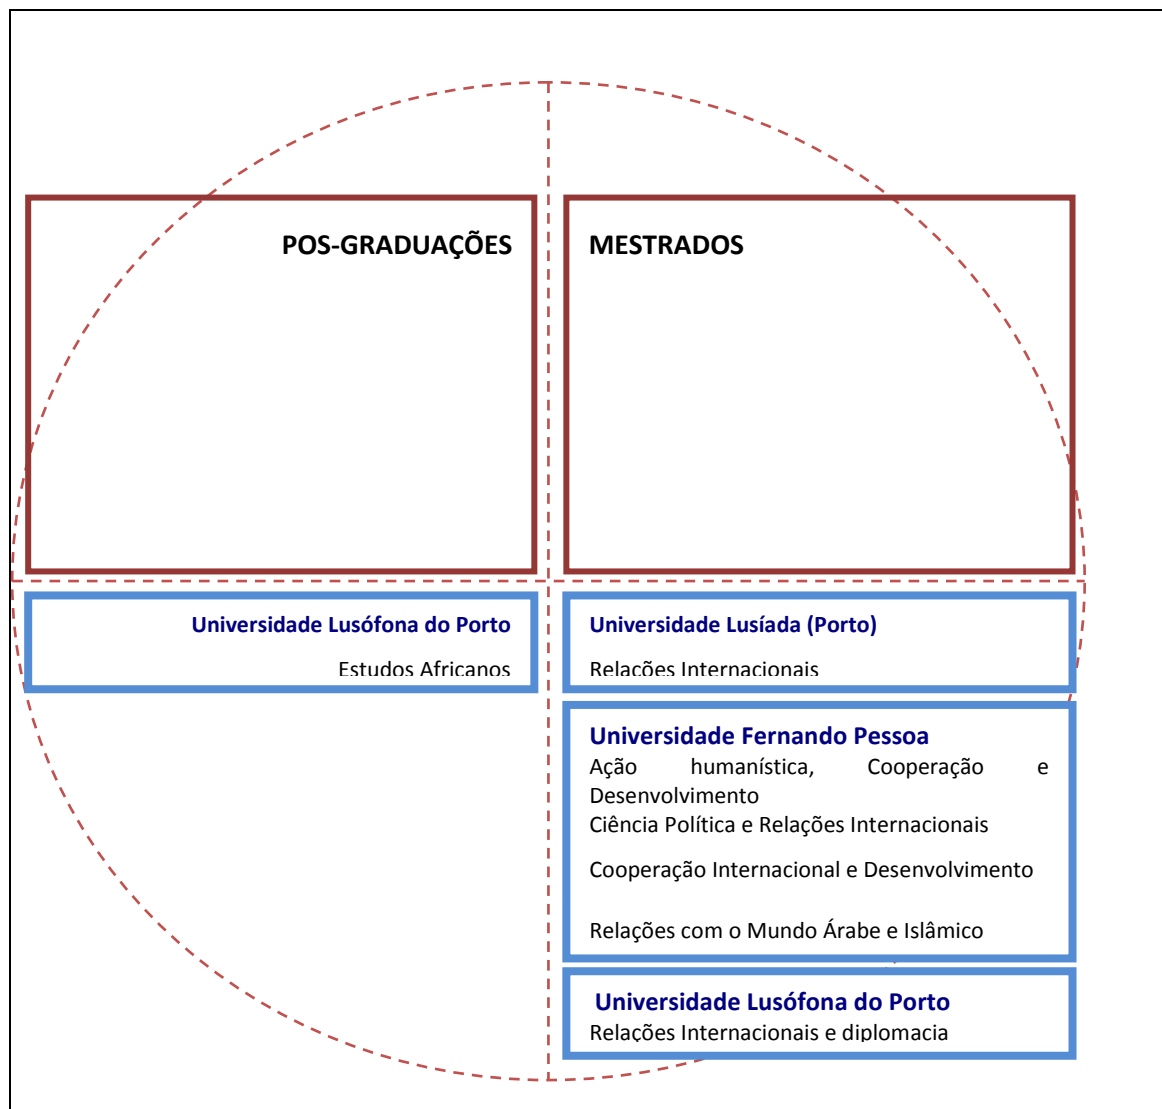 POS-GRADUAÇÕES
MESTRADOS
Universidade Lusófona do Porto
Estudos Africanos
Universidade Lusíada (Porto)
Relações Internacionais
Universidade Fernando Pessoa
Ação humanística, Cooperação e
Desenvolvimento
Ciência Política e Relações Internacionais
Cooperação Internacional e Desenvolvimento
Relações com o Mundo Árabe e Islâmico
Universidade Lusófona do Porto
Relações Internacionais e diplomacia